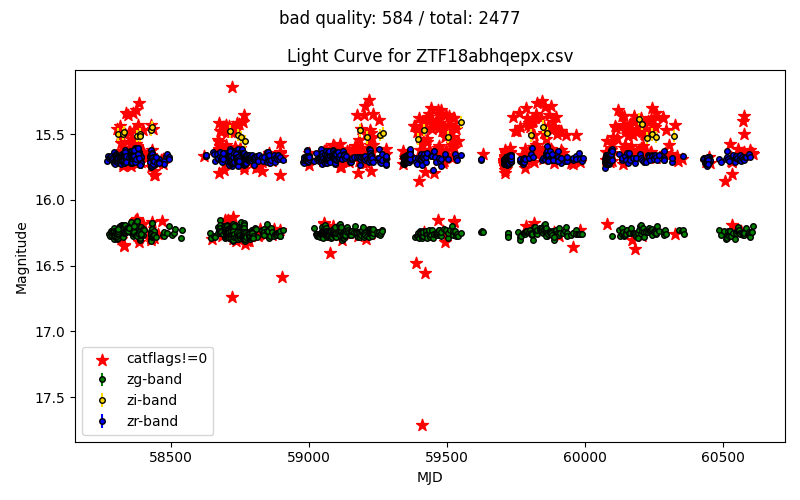 bad quality: 584 / total: 2477
Light Curve for ZTF18abhqepx.csv
Magnitude
15.5
16.0
16.5
17.0
17.5
catflags!=0
zg-band
zi-band
zr-band
58500 59000 59500 60000 60500
MJD